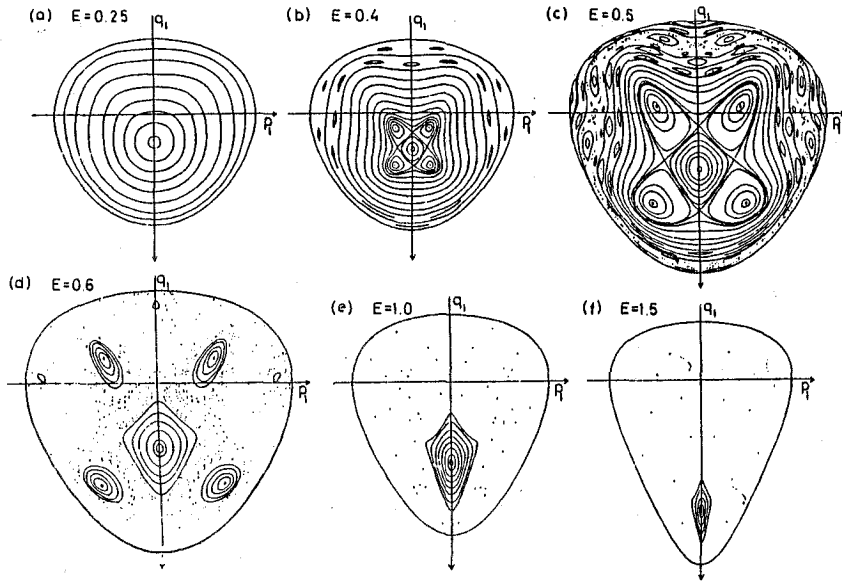 (a) E=0.25
q₁
P₁
(b) E=0.4
q₁
P₁
(c) E=0.5
q₁
P₁
(d) E=0.6
q₁
P₁
(e) E=1.0
q₁
P₁
(f) E=1.5
q₁
P₁